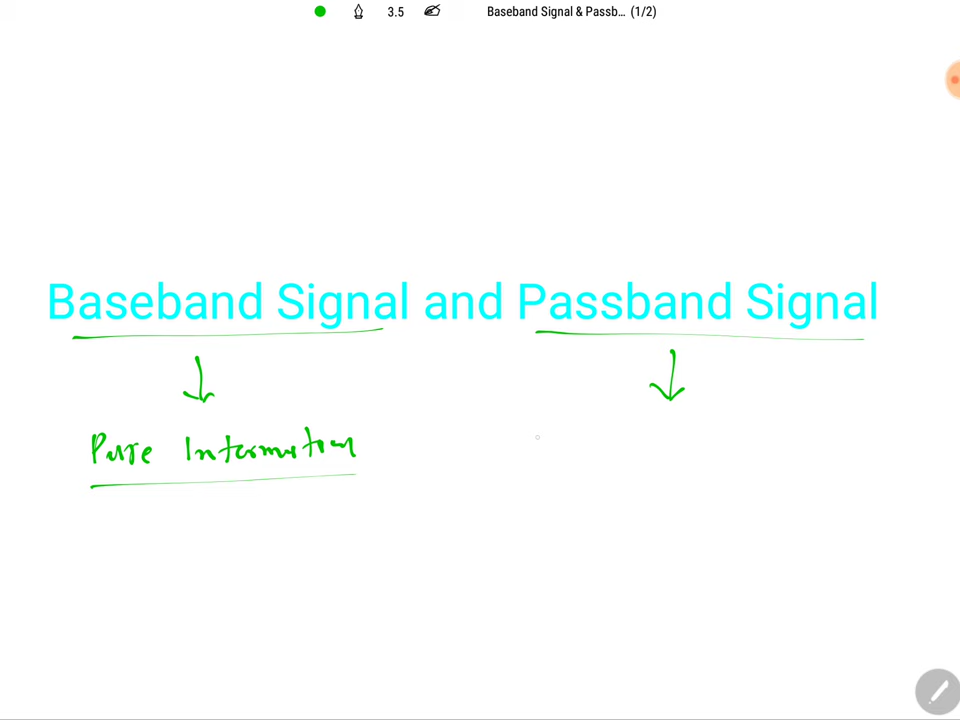 3.5 Baseband Signal & Passb... (1/2)
Baseband Signal and Passband Signal
Pure Information